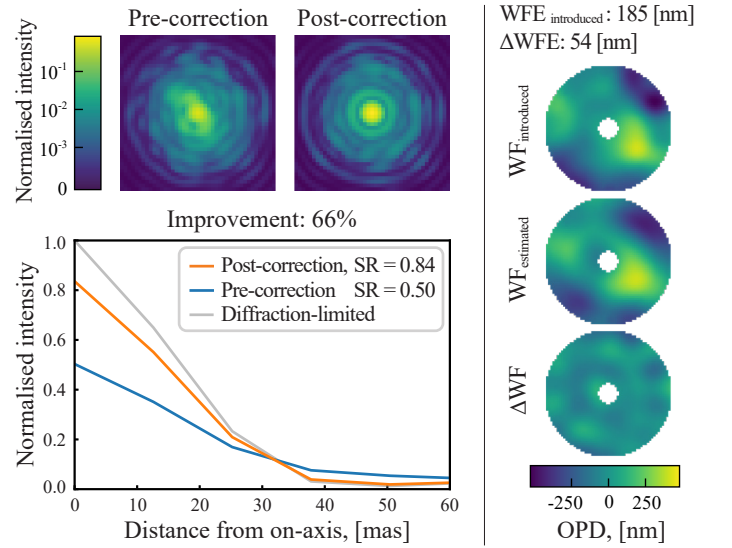 Pre-correction
Post-correction
Normalised intensity
10⁻¹
10⁻²
10⁻³
0
Improvement: 66%
Normalised intensity
1.0
0.8
0.6
0.4
0.2
0.0
Post-correction, SR = 0.84
Pre-correction SR = 0.50
Diffraction-limited
0 10 20 30 40 50 60
Distance from on-axis, [mas]
WFE introduced : 185 [nm]
ΔWFE: 54 [nm]
WF introduced
WF estimated
ΔWF
-250 0 250
OPD, [nm]